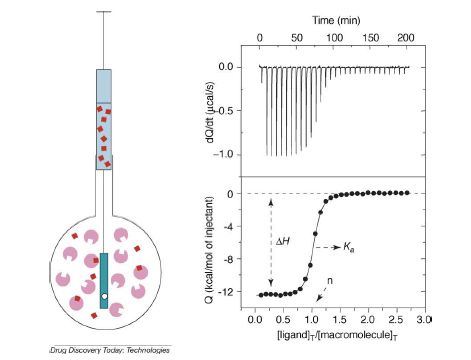 Drug Discovery Today: Technologies
Time (min)
0 50 100 150 200
0.0
−0.5
−1.0
dQ/dt (μcal/s)
0
-4
-8
-12
Q (kcal/mol of injectant)
ΔH
Ka
n
0.0 0.5 1.0 1.5 2.0 2.5 3.0
[ligand]T/[macromolecule]T